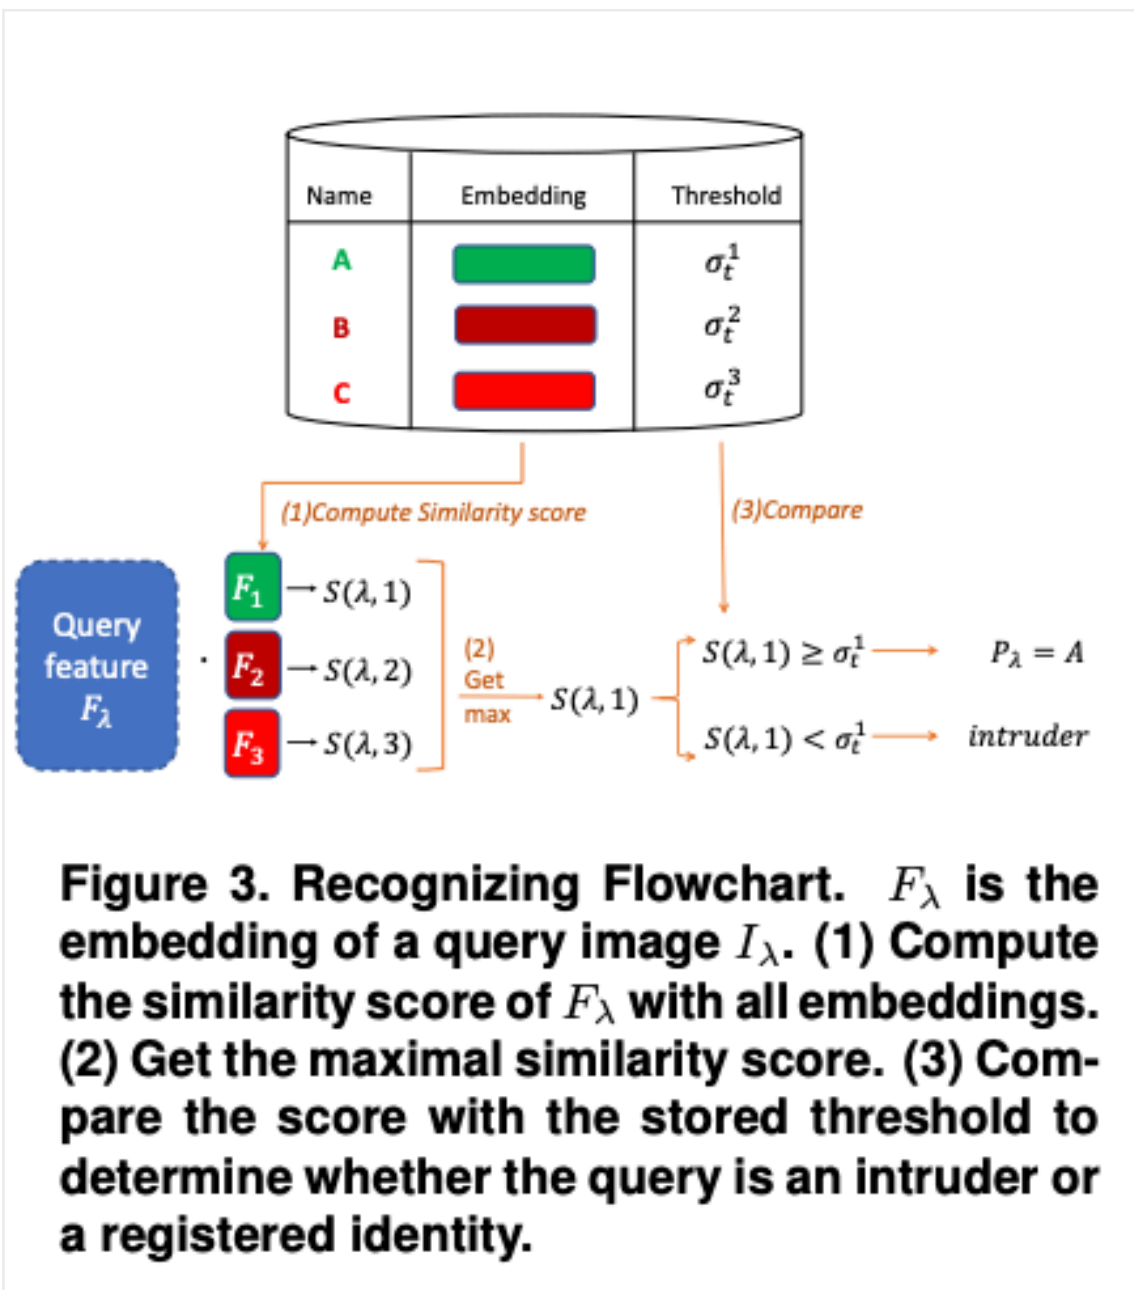 Name Embedding Threshold
A σ_t^1
B σ_t^2
C σ_t^3
(1)Compute Similarity score
(3)Compare
Query
feature
F_λ
·
F_1 → S(λ, 1)
F_2 → S(λ, 2)
F_3 → S(λ, 3)
(2)
Get
max
S(λ, 1)
S(λ, 1) ≥ σ_t^1 → P_λ = A
S(λ, 1) < σ_t^1 → intruder
Figure 3. Recognizing Flowchart. F_λ is the
embedding of a query image I_λ. (1) Compute
the similarity score of F_λ with all embeddings.
(2) Get the maximal similarity score. (3) Com-
pare the score with the stored threshold to
determine whether the query is an intruder or
a registered identity.